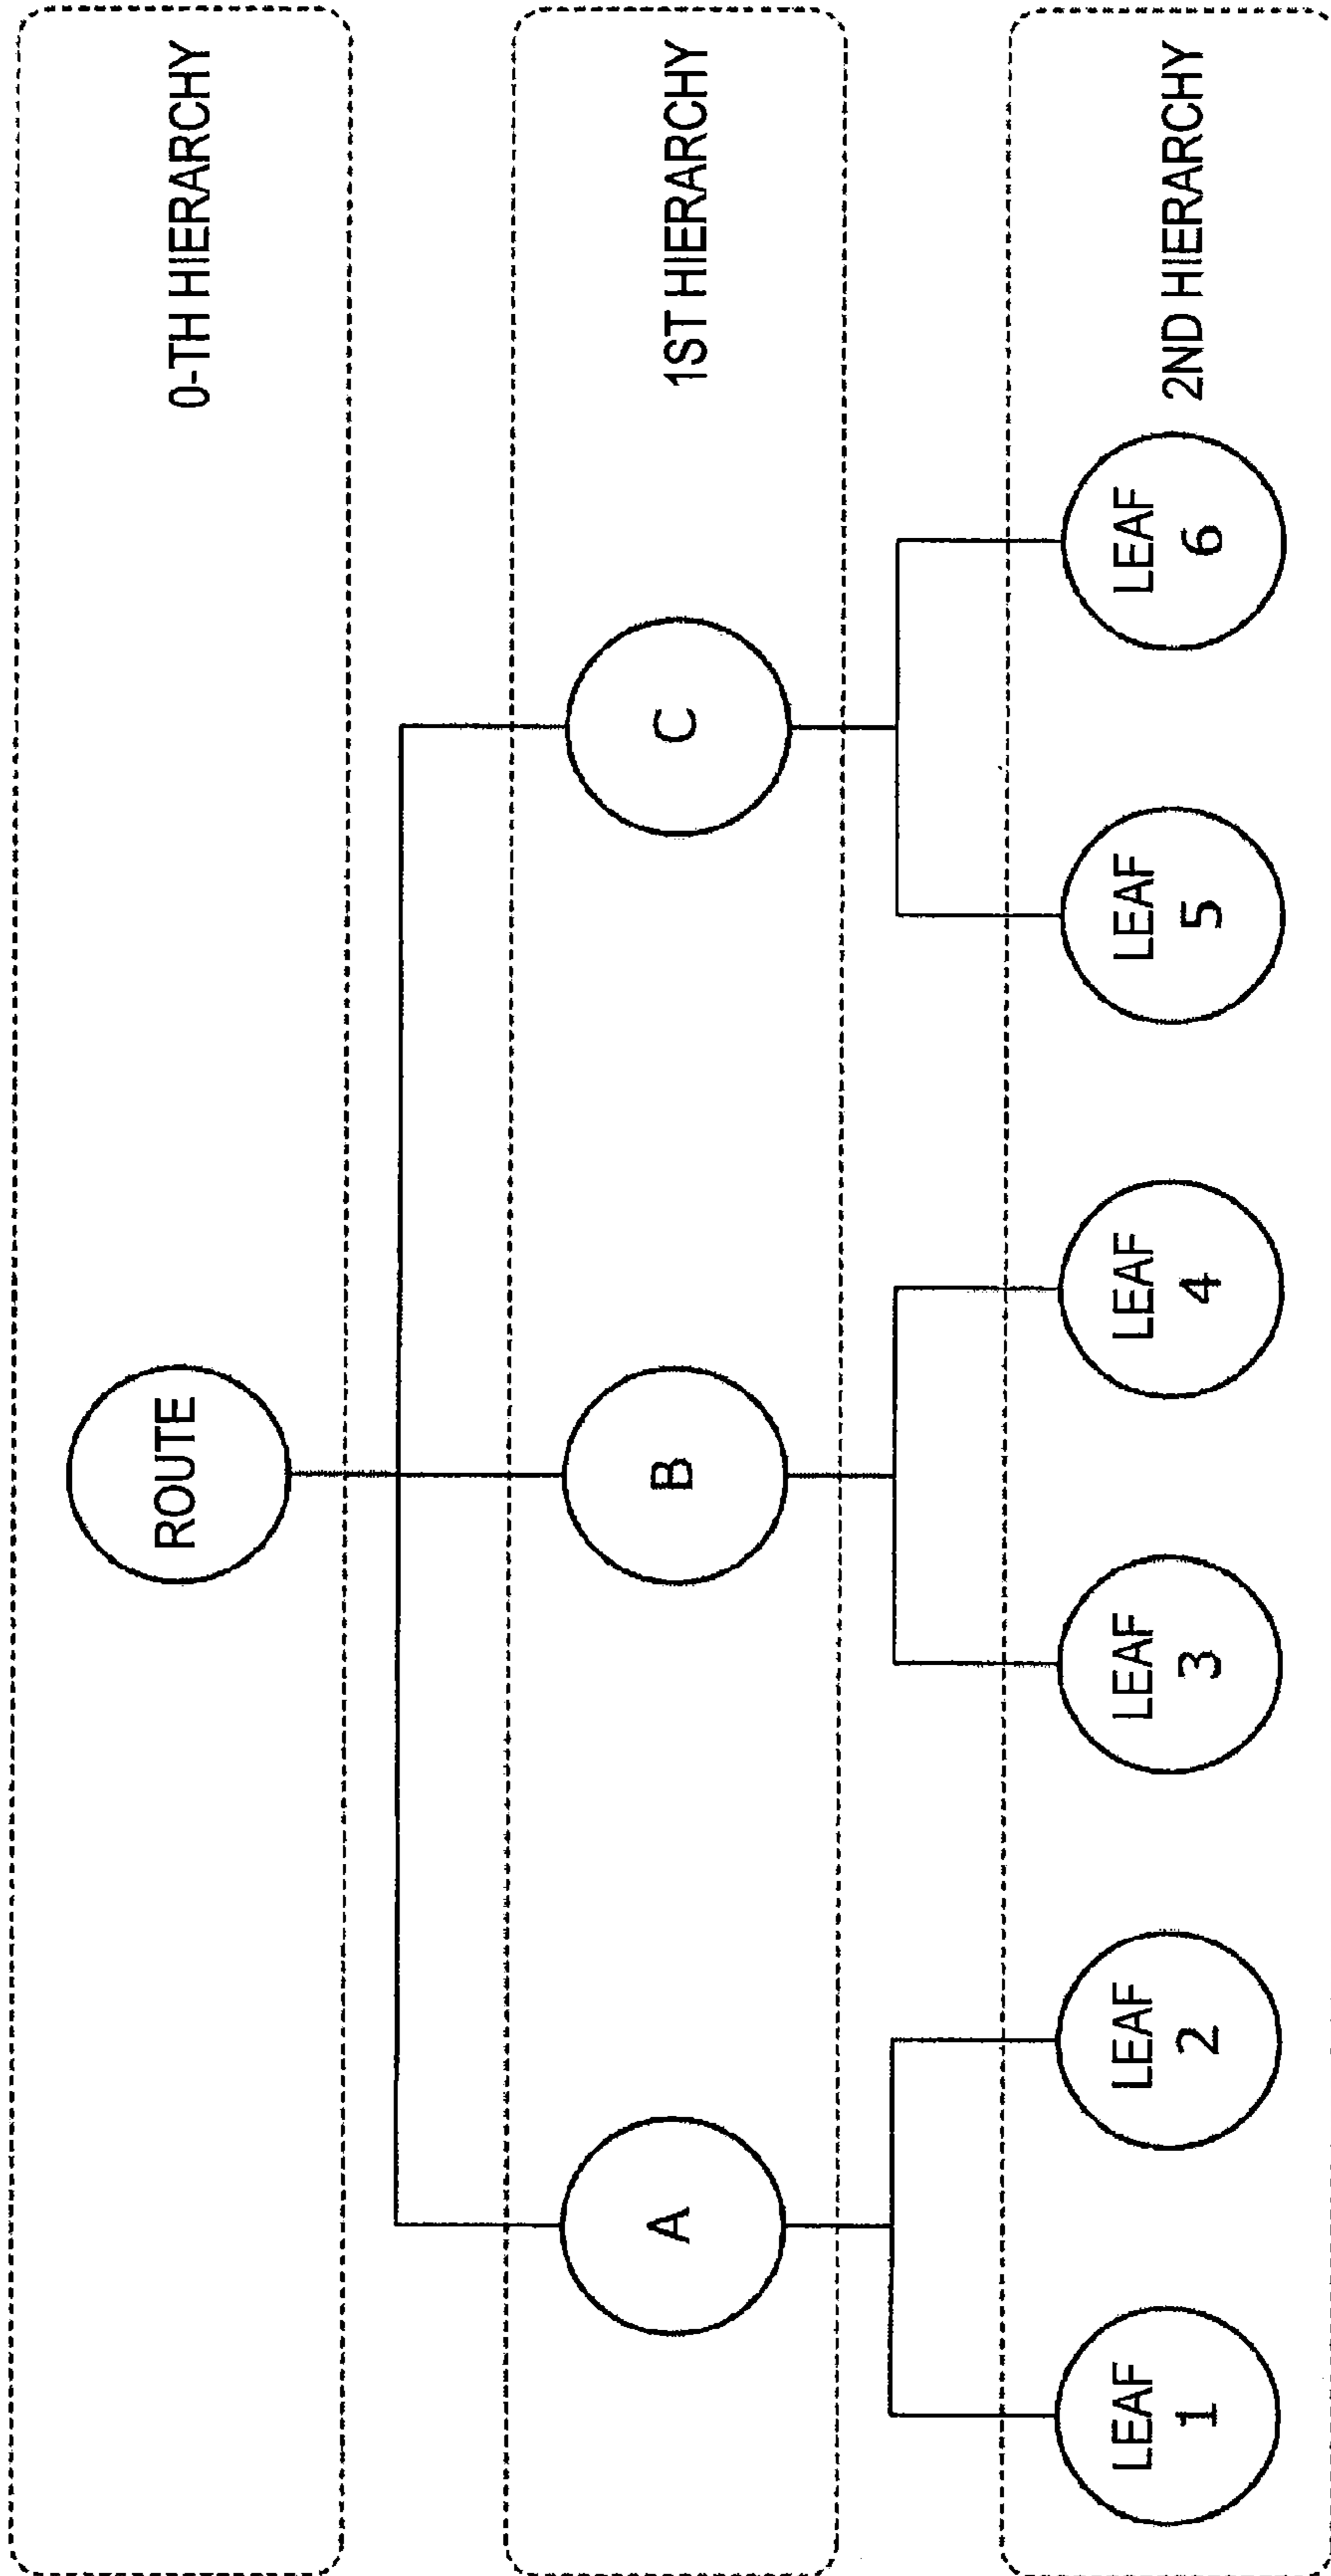 0-TH HIERARCHY
ROUTE
1ST HIERARCHY
A
B
C
2ND HIERARCHY
LEAF
1
LEAF
2
LEAF
3
LEAF
4
LEAF
5
LEAF
6